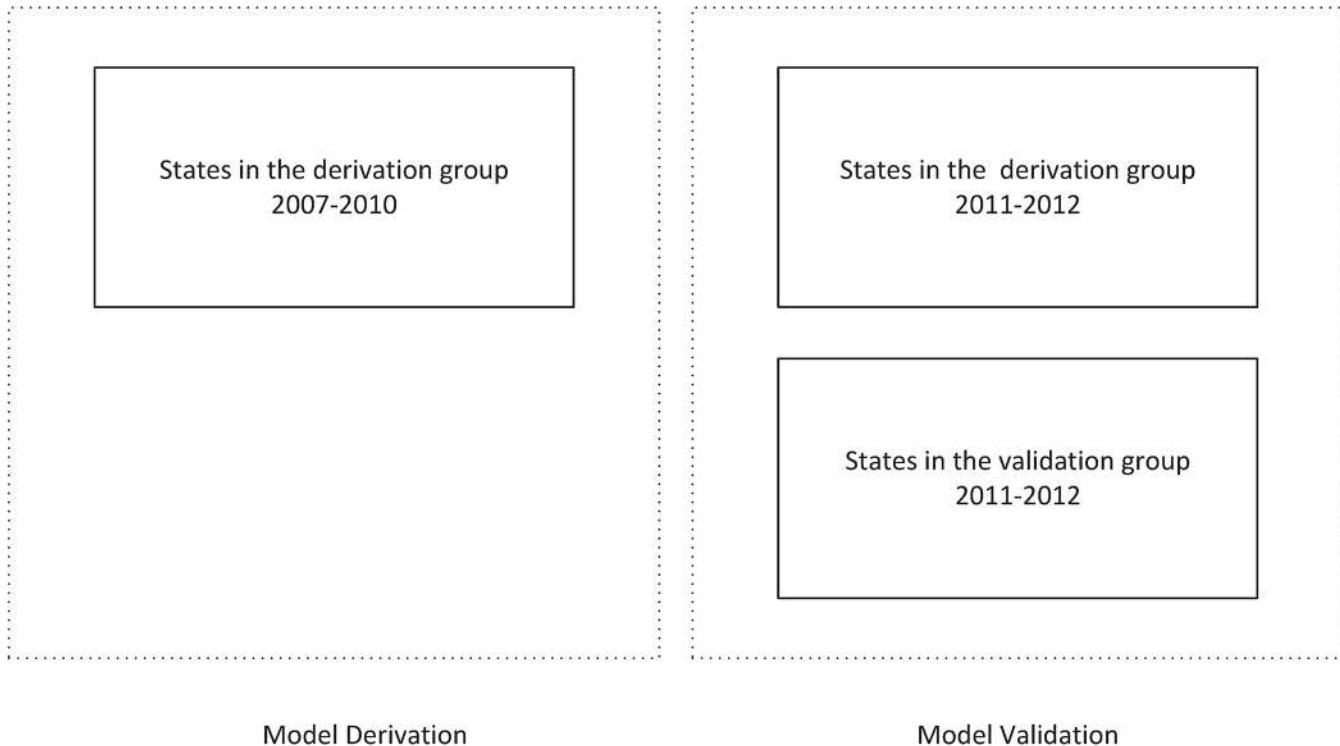 States in the derivation group
2007-2010
States in the derivation group
2011-2012
States in the validation group
2011-2012
Model Derivation
Model Validation